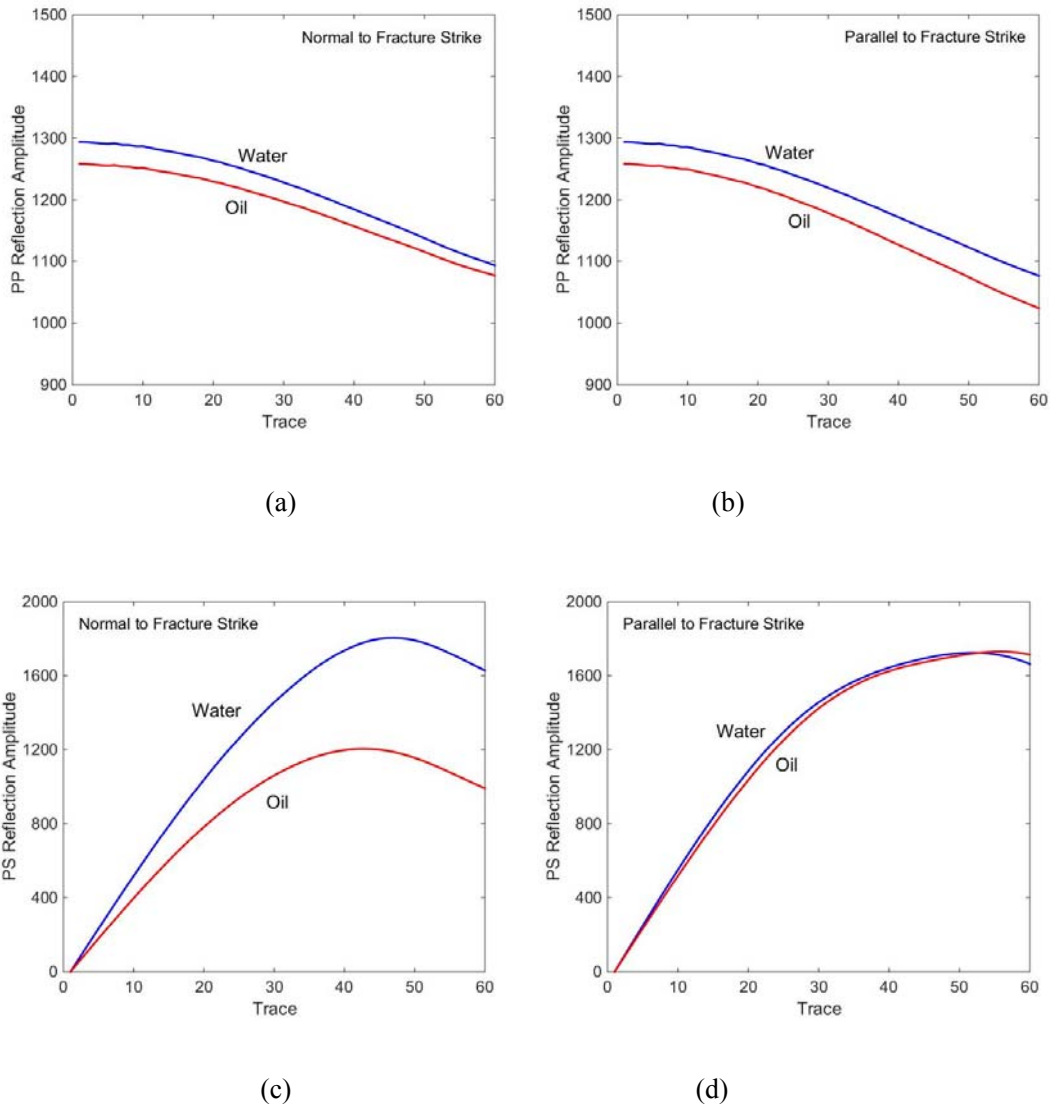 1500
1400
1300
1200
1100
1000
900
PP Reflection Amplitude
Normal to Fracture Strike
Water
Oil
0 10 20 30 40 50 60
Trace
(a)
1500
1400
1300
1200
1100
1000
900
PP Reflection Amplitude
Parallel to Fracture Strike
Water
Oil
0 10 20 30 40 50 60
Trace
(b)
2000
1600
1200
800
400
0
PS Reflection Amplitude
Normal to Fracture Strike
Water
Oil
0 10 20 30 40 50 60
Trace
(c)
2000
1600
1200
800
400
0
PS Reflection Amplitude
Parallel to Fracture Strike
Water
Oil
0 10 20 30 40 50 60
Trace
(d)